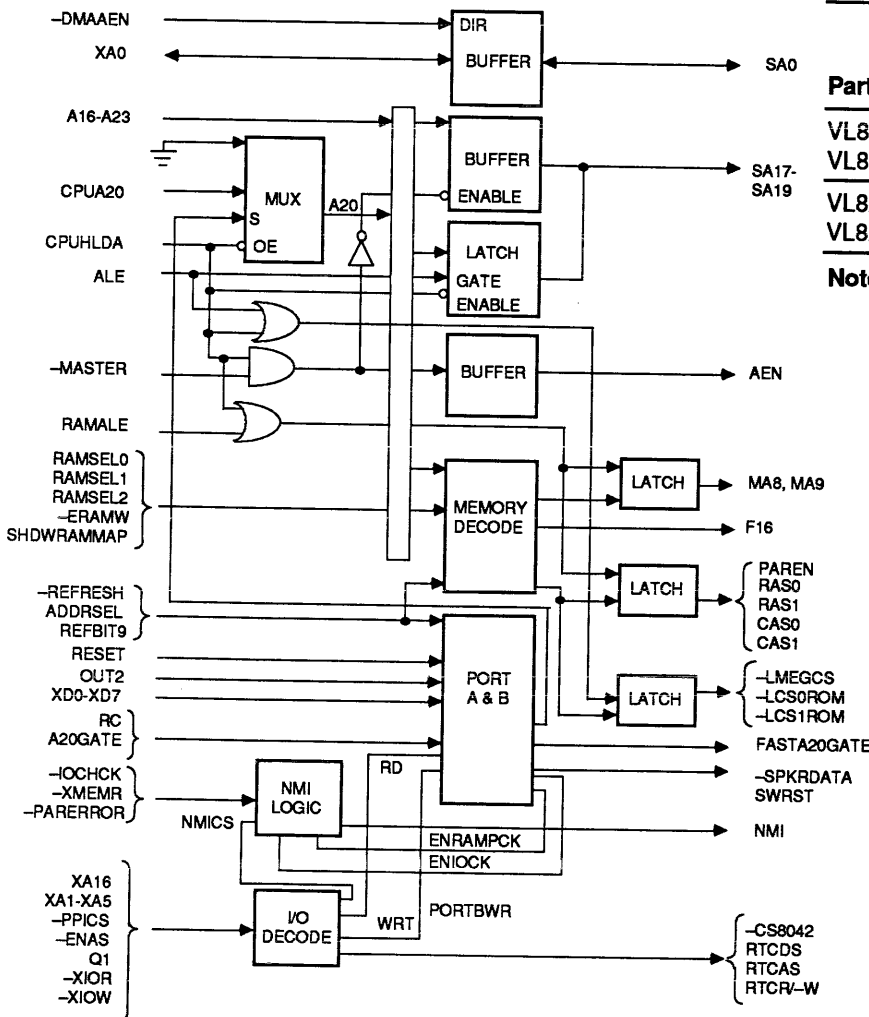 -DMAAEN
XA0
DIR
BUFFER
SA0
A16-A23
CPUA20
CPUHLDA
ALE
MUX
S
OE
A20
BUFFER
ENABLE
LATCH
GATE
ENABLE
SA17-
SA19
-MASTER
BUFFER
AEN
RAMALE
RAMSEL0
RAMSEL1
RAMSEL2
-ERAMW
SHDWRAMMAP
MEMORY
DECODE
LATCH
MA8, MA9
F16
LATCH
PAREN
RAS0
RAS1
CAS0
CAS1
-REFRESH
ADDRSEL
REFBIT9
RESET
OUT2
XD0-XD7
RC
A20GATE
PORT
A & B
LATCH
-LMEGCS
-LCS0ROM
-LCS1ROM
FASTA20GATE
-SPKRDATA
SWRST
RD
-IOCHCK
-XMEMR
-PARERROR
NMI
LOGIC
NMICS
NMI
ENRAMPCK
ENIOCK
XA16
XA1-XA5
-PPICS
-ENAS
Q1
-XIOR
-XIOW
I/O
DECODE
WRT
PORTBWR
-CS8042
RTCDS
RTCAS
RTCR/-W
Part
VL8
VL8
VL8
VL8
Note